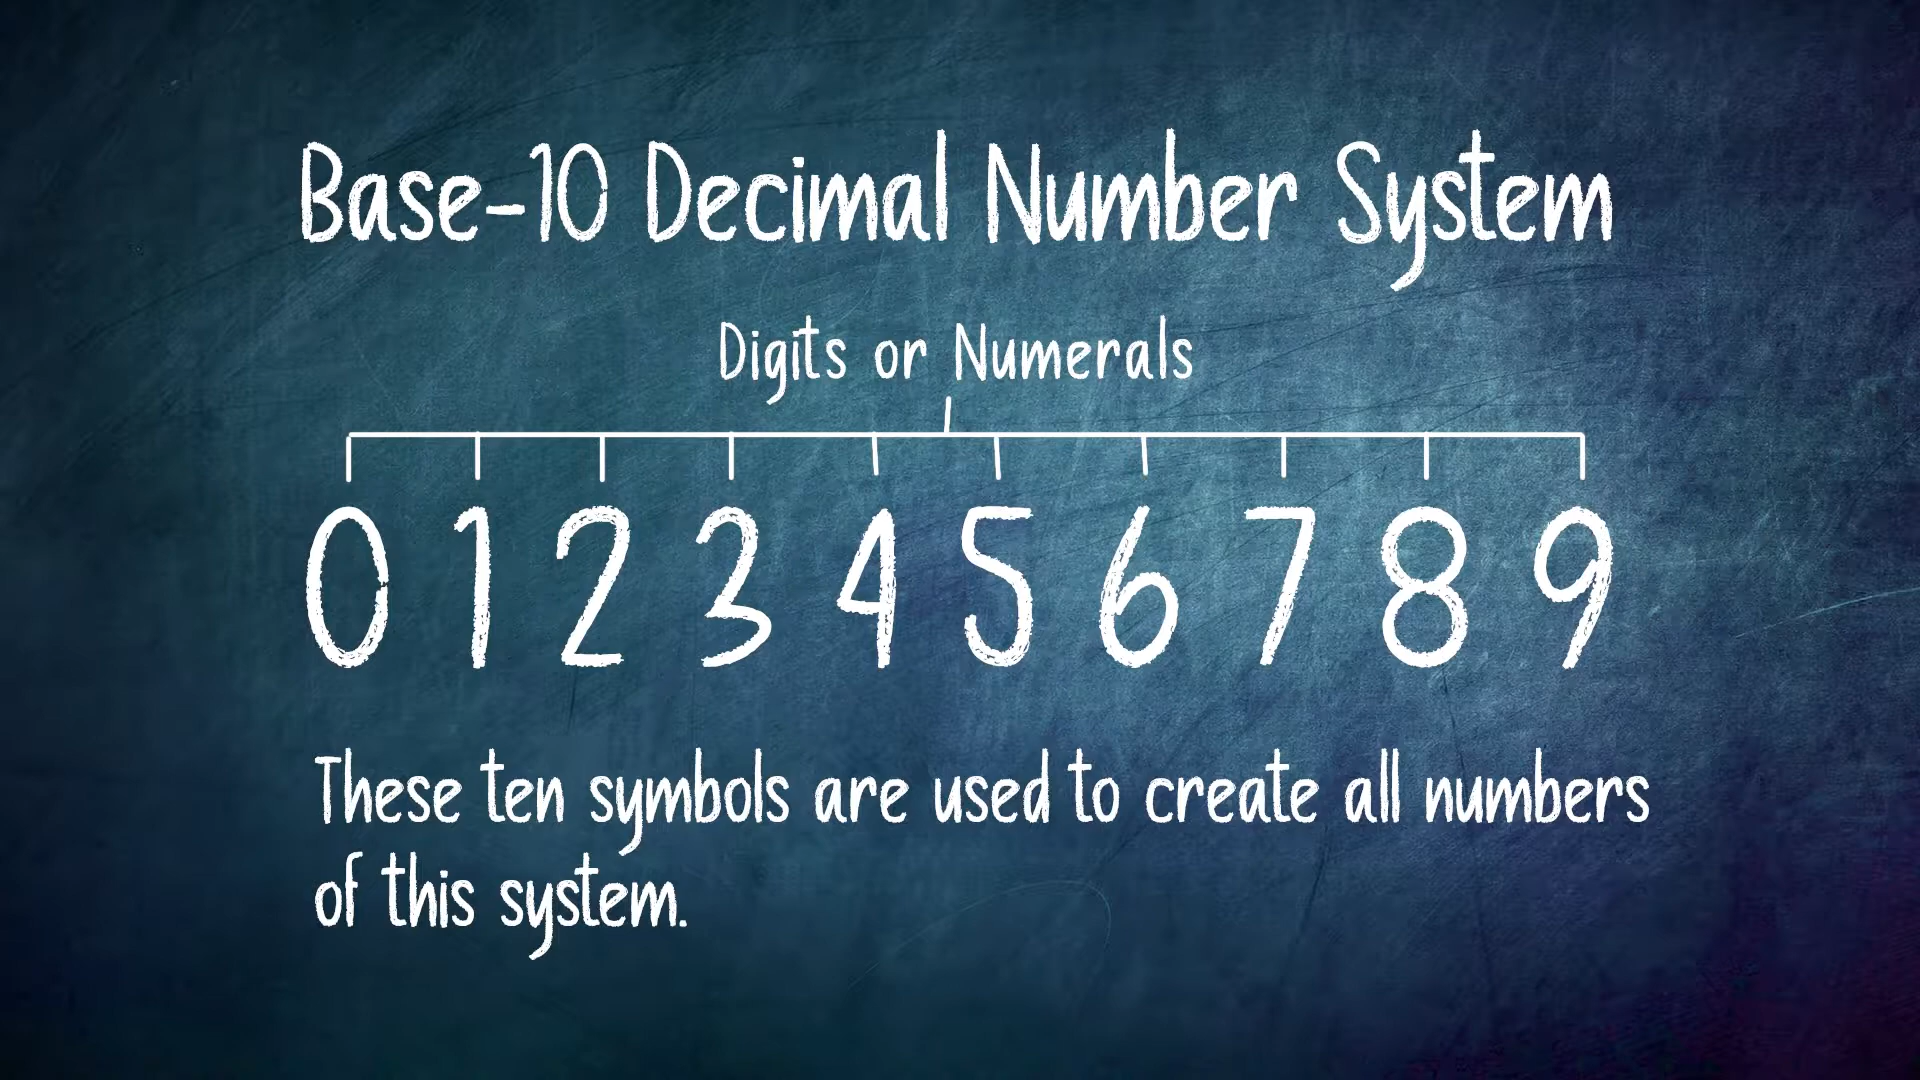 Base-10 Decimal Number System
Digits or Numerals
0 1 2 3 4 5 6 7 8 9
These ten symbols are used to create all numbers
of this system.